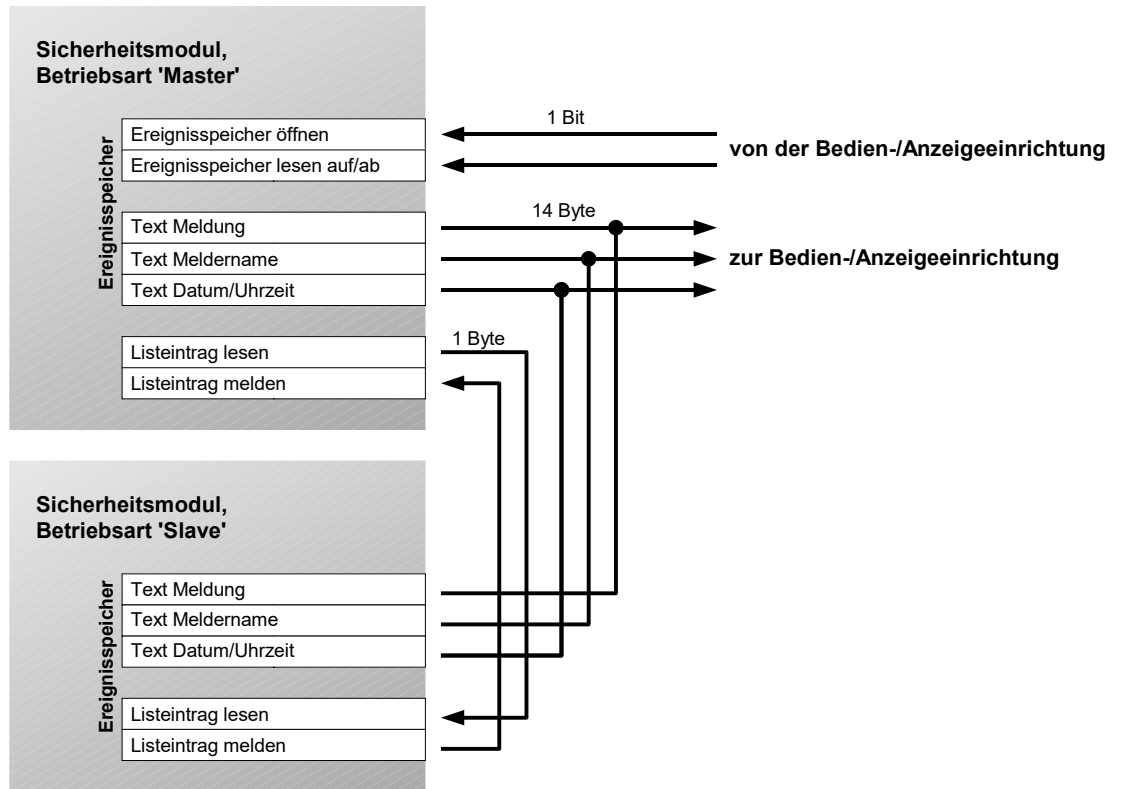 Sicherheitsmodul,
Betriebsart 'Master'
Ereignisspeicher
Ereignisspeicher öffnen
Ereignisspeicher lesen auf/ab
Text Meldung
Text Meldername
Text Datum/Uhrzeit
Listeintrag lesen
Listeintrag melden
1 Bit
von der Bedien-/Anzeigeeinrichtung
14 Byte
zur Bedien-/Anzeigeeinrichtung
1 Byte
Sicherheitsmodul,
Betriebsart 'Slave'
Ereignisspeicher
Text Meldung
Text Meldername
Text Datum/Uhrzeit
Listeintrag lesen
Listeintrag melden